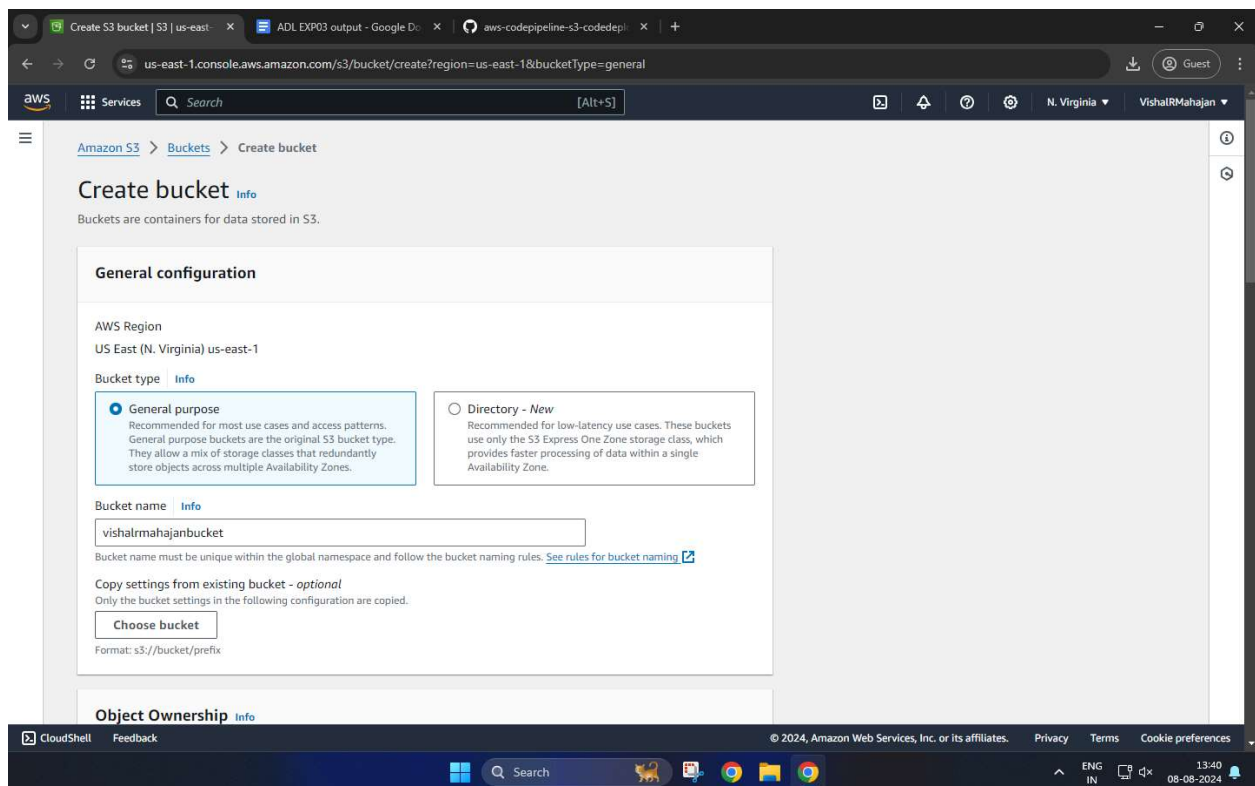 Create S3 bucket | S3 | us-east-
ADL EXP03 output - Google Do
aws-codepipeline-s3-codedepl
us-east-1.console.aws.amazon.com/s3/bucket/create?region=us-east-1&bucketType=general
Guest
aws
Services
Search
[Alt+S]
N. Virginia
VishalRMahajan
Amazon S3 > Buckets > Create bucket
Create bucket Info
Buckets are containers for data stored in S3.
General configuration
AWS Region
US East (N. Virginia) us-east-1
Bucket type Info
General purpose
Recommended for most use cases and access patterns.
General purpose buckets are the original S3 bucket type.
They allow a mix of storage classes that redundantly
store objects across multiple Availability Zones.
Directory - New
Recommended for low-latency use cases. These buckets
use only the S3 Express One Zone storage class, which
provides faster processing of data within a single
Availability Zone.
Bucket name Info
vishalrmahajanbucket
Bucket name must be unique within the global namespace and follow the bucket naming rules. See rules for bucket naming
Copy settings from existing bucket - optional
Only the bucket settings in the following configuration are copied.
Choose bucket
Format: s3://bucket/prefix
Object Ownership Info
CloudShell
Feedback
© 2024, Amazon Web Services, Inc. or its affiliates.
Privacy
Terms
Cookie preferences
Search
ENG
IN
13:40
08-08-2024